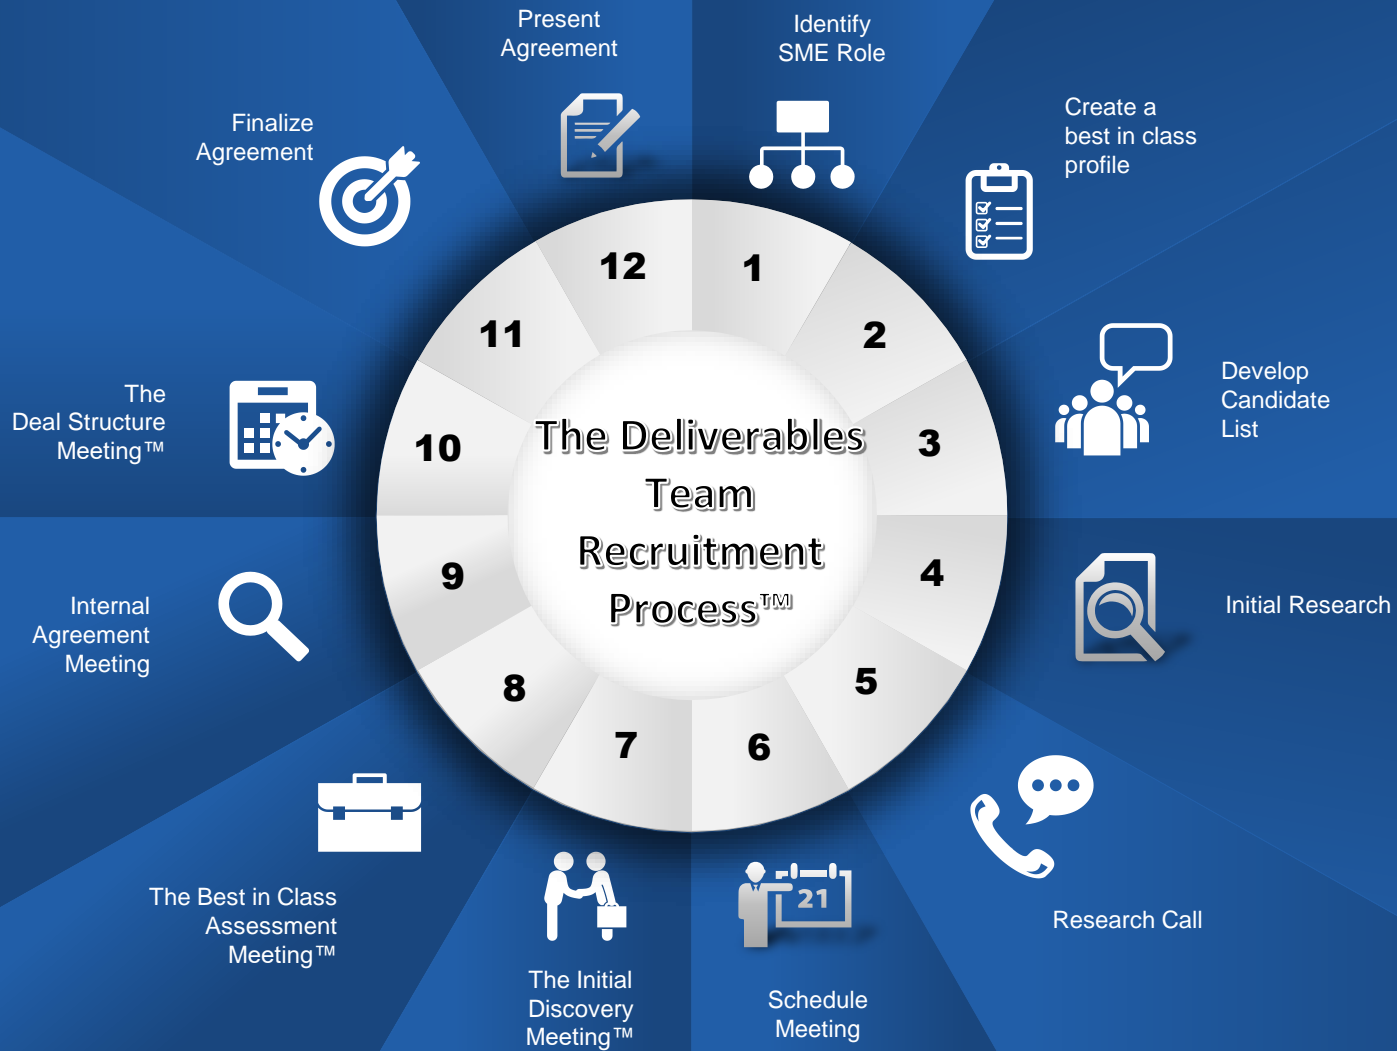 The Deliverables
Team
Recruitment
Process™
1
Identify
SME Role
2
Create a
best in class
profile
3
Develop
Candidate
List
4
Initial Research
5
Research Call
6
21
Schedule
Meeting
7
The Initial
Discovery
Meeting™
8
The Best in Class
Assessment
Meeting™
9
Internal
Agreement
Meeting
10
The
Deal Structure
Meeting™
11
Finalize
Agreement
12
Present
Agreement